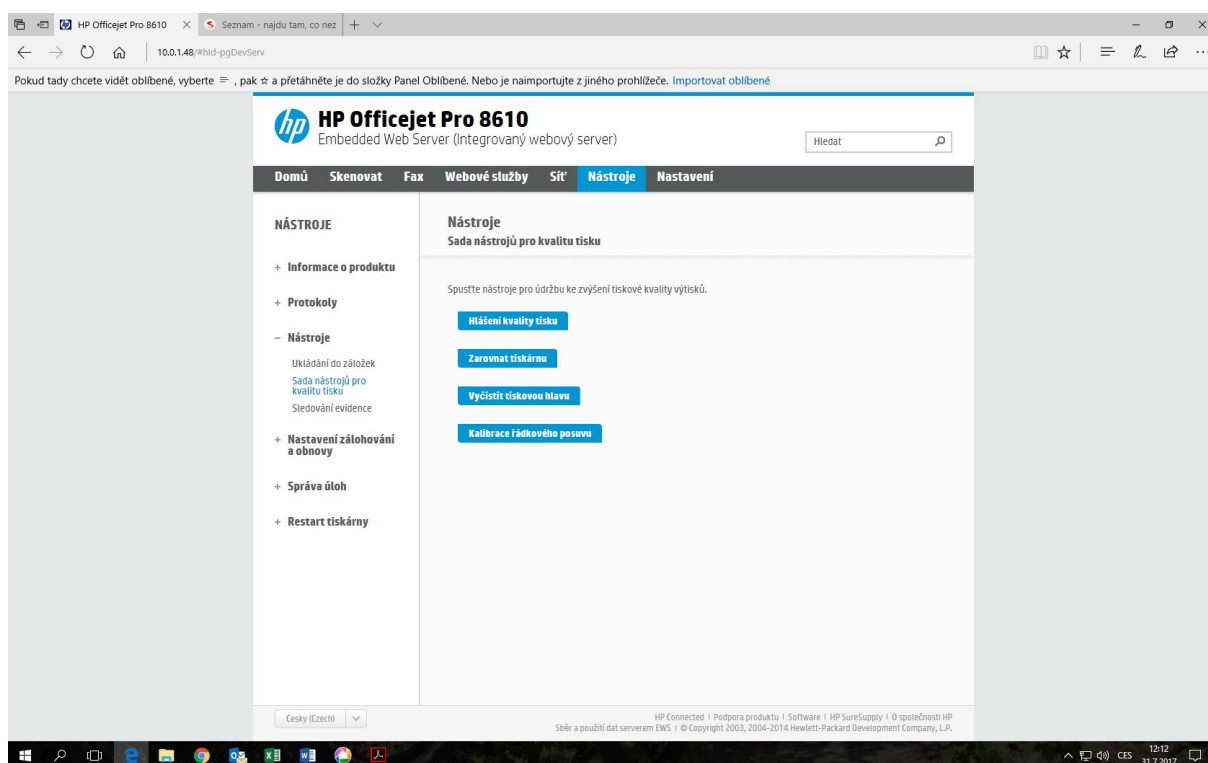 HP Officejet Pro 8610
Seznam - najdu tam, co nez
10.0.1.48/#hId-pgDevServ
Pokud tady chcete vidět oblíbené, vyberte , pak ☆ a přetáhněte je do složky Panel Oblíbené. Nebo je naimportujte z jiného prohlížeče. Importovat oblíbené
hp
HP Officejet Pro 8610
Embedded Web Server (Integrovaný webový server)
Hledat
Domů Skenovat Fax Webové služby Síť Nástroje Nastavení
NÁSTROJE
+ Informace o produktu
+ Protokoly
– Nástroje
Ukládání do záložek
Sada nástrojů pro
kvalitu tisku
Sledování evidence
+ Nastavení zálohování
a obnovy
+ Správa úloh
+ Restart tiskárny
Nástroje
Sada nástrojů pro kvalitu tisku
Spusťte nástroje pro údržbu ke zvýšení tiskové kvality výtisků.
Hlášení kvality tisku
Zarovnat tiskárnu
Vyčistit tiskovou hlavu
Kalibrace řádkového posuvu
Cesky (Czech)
HP Connected | Podpora produktu | Software | HP SureSupply | O společnosti HP
Sběr a použití dat serverem EWS | © Copyright 2003, 2004-2014 Hewlett-Packard Development Company, L.P.
CES
12:12
31.7.2017